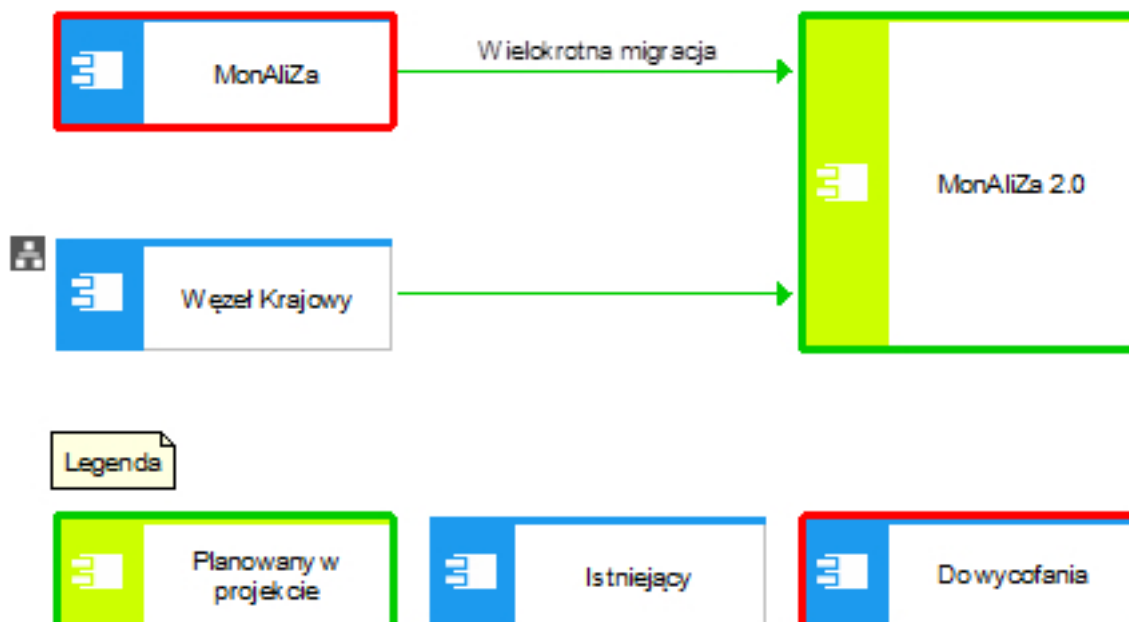 MonAliZa
Wielokrotna migracja
MonAliZa 2.0
Węzeł Krajowy
Legenda
Planowany w
projekcie
Istniejący
Do wycofania